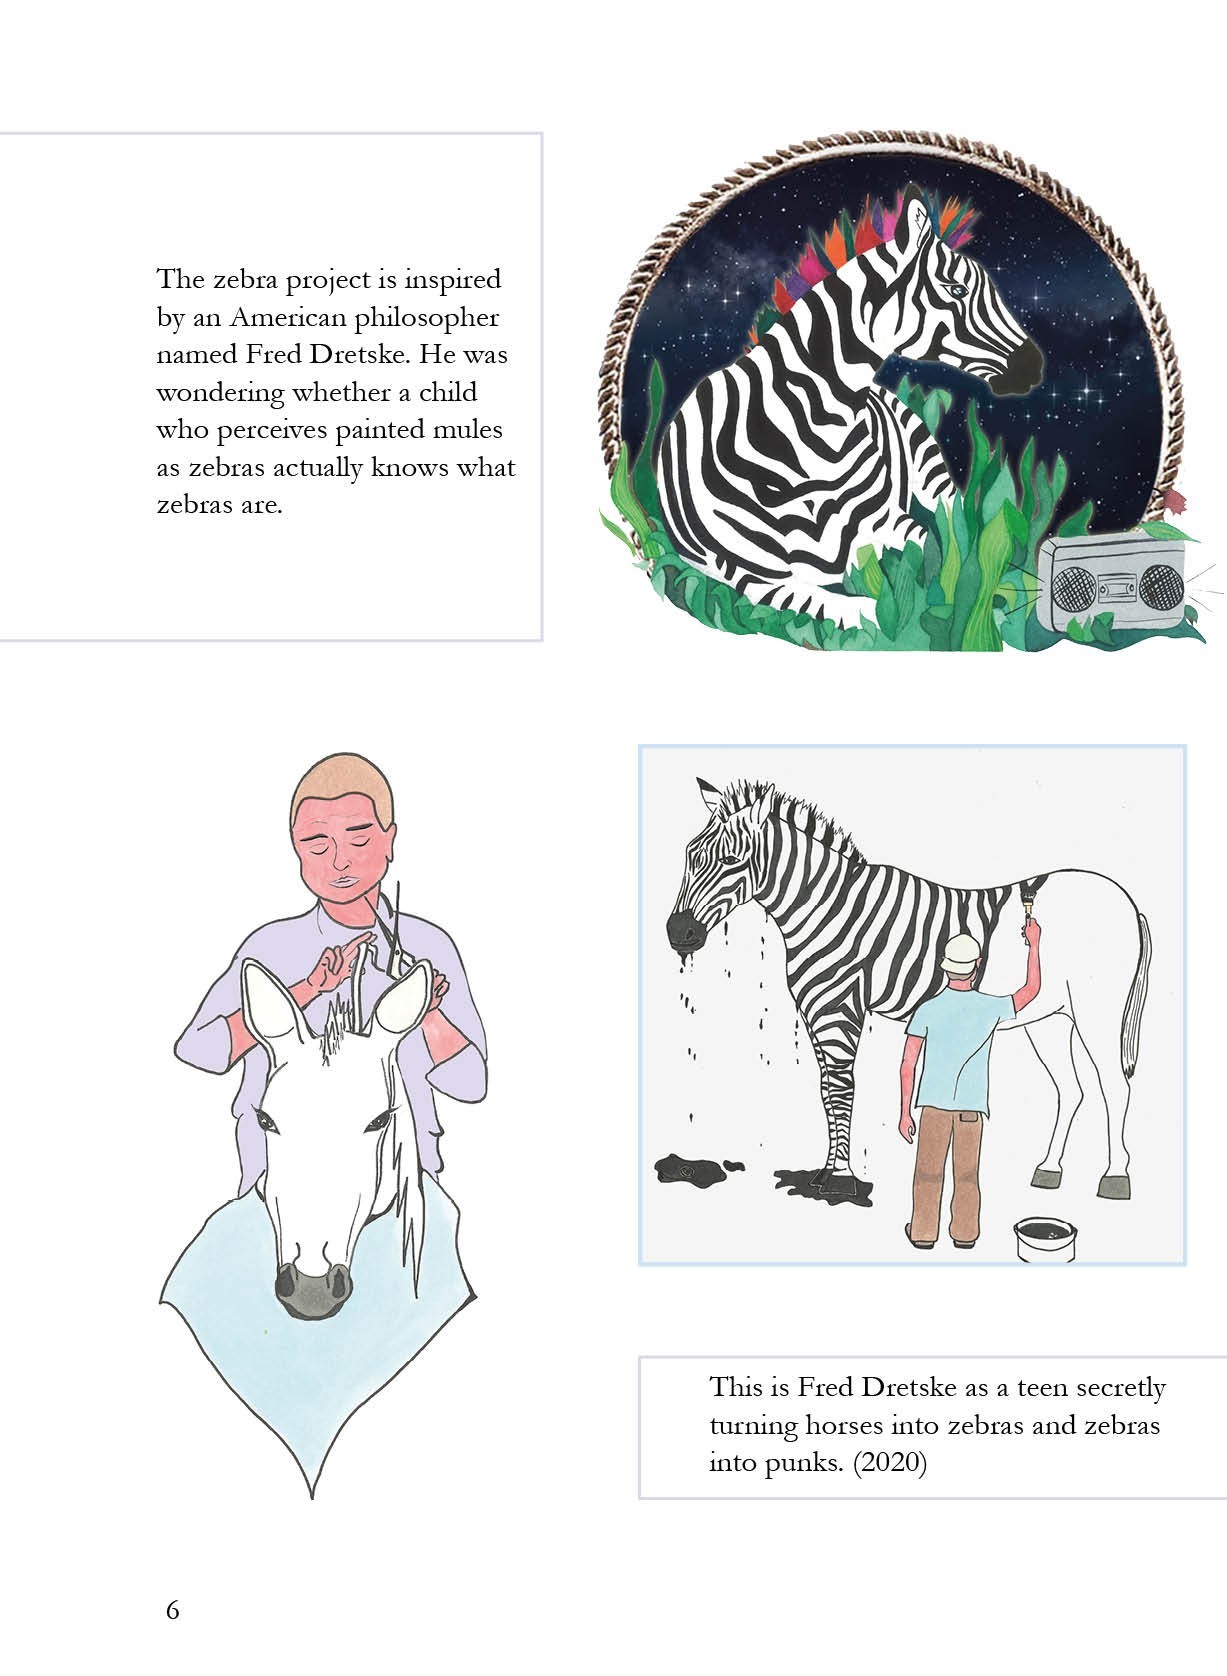 The zebra project is inspired
by an American philosopher
named Fred Dretske. He was
wondering whether a child
who perceives painted mules
as zebras actually knows what
zebras are.
This is Fred Dretske as a teen secretly
turning horses into zebras and zebras
into punks. (2020)
6